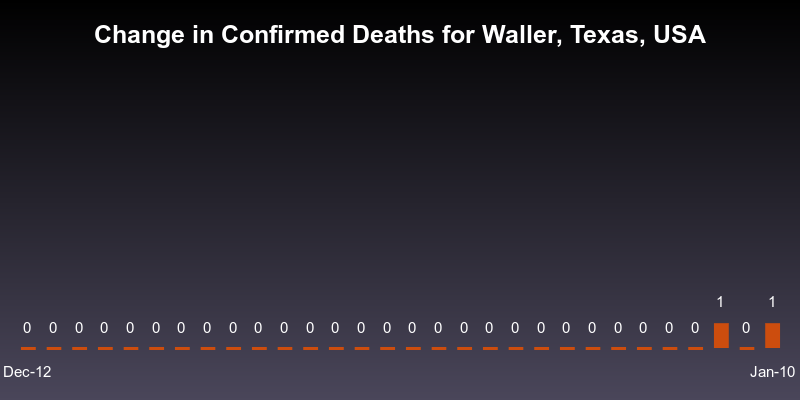 Change in Confirmed Deaths for Waller, Texas, USA
1 1
0 0 0 0 0 0 0 0 0 0 0 0 0 0 0 0 0 0 0 0 0 0 0 0 0 0 0 0
Dec-12 Jan-10